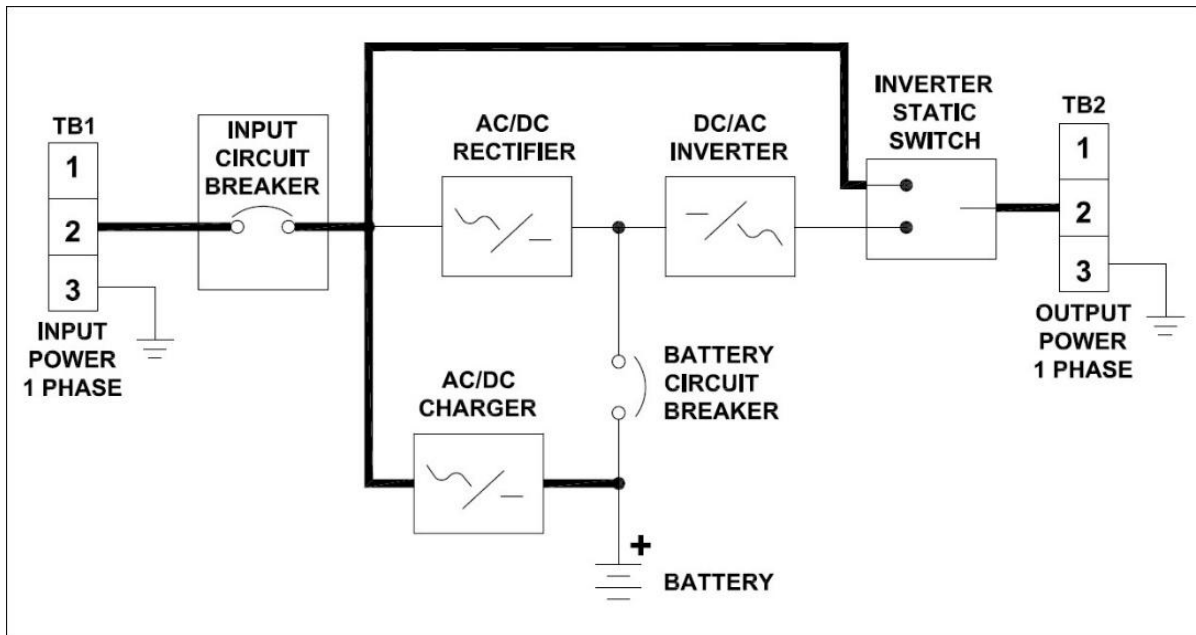 TB1
1
2
3
INPUT
POWER
1 PHASE
INPUT
CIRCUIT
BREAKER
AC/DC
RECTIFIER
DC/AC
INVERTER
INVERTER
STATIC
SWITCH
TB2
1
2
3
OUTPUT
POWER
1 PHASE
AC/DC
CHARGER
BATTERY
CIRCUIT
BREAKER
+
BATTERY